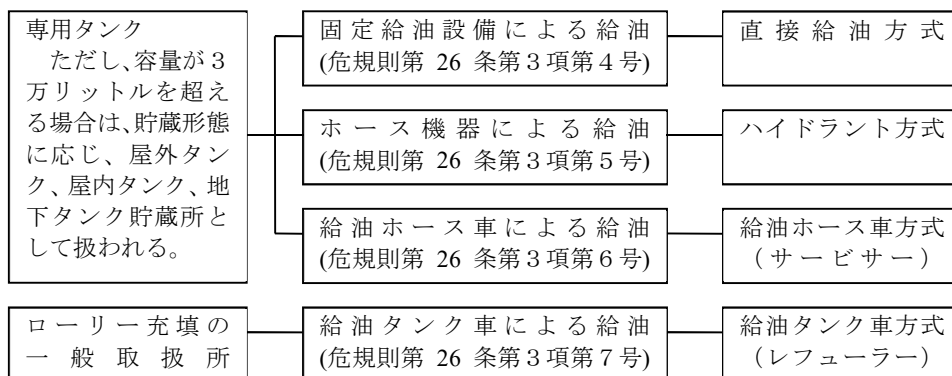 専用タンク
ただし、容量が３
万リットルを超え
る場合は、貯蔵形態
に応じ、屋外タン
ク、屋内タンク、地
下タンク貯蔵所と
して扱われる。
固定給油設備による給油
(危規則第 26 条第３項第４号)
直接給油方式
ホース機器による給油
(危規則第 26 条第３項第５号)
ハイドラント方式
給油ホース車による給油
(危規則第 26 条第３項第６号)
給油ホース車方式
（サービサー）
ローリー充填の
一般取扱所
給油タンク車による給油
(危規則第 26 条第３項第７号)
給油タンク車方式
(レフューラー)